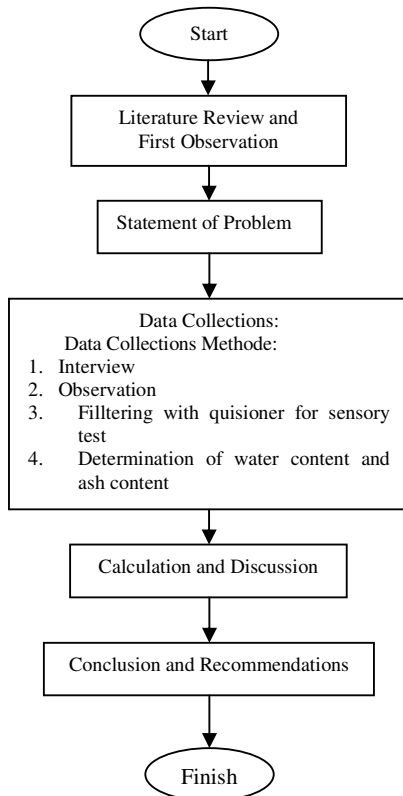 Start
Literature Review and
First Observation
Statement of Problem
Data Collections:
Data Collections Methode:
1. Interview
2. Observation
3. Filltering with quisioner for sensory
test
4. Determination of water content and
ash content
Calculation and Discussion
Conclusion and Recommendations
Finish